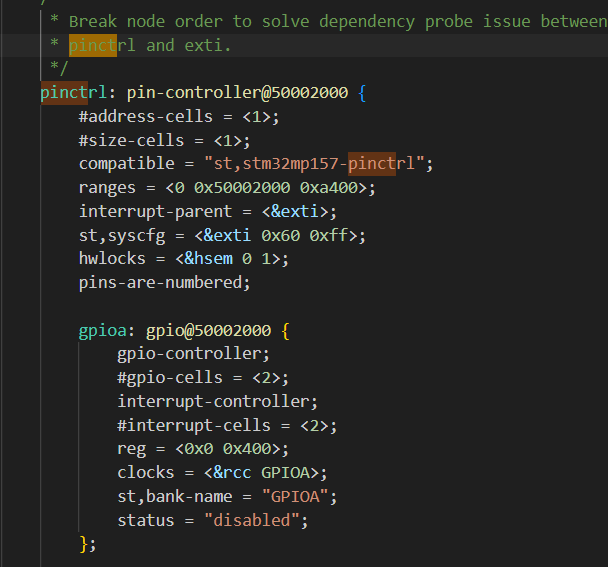 /
* Break node order to solve dependency probe issue between
* pinctrl and exti.
*/
pinctrl: pin-controller@50002000 {
#address-cells = <1>;
#size-cells = <1>;
compatible = "st,stm32mp157-pinctrl";
ranges = <0 0x50002000 0xa400>;
interrupt-parent = <&exti>;
st,syscfg = <&exti 0x60 0xff>;
hwlocks = <&hsem 0 1>;
pins-are-numbered;
gpioa: gpio@50002000 {
gpio-controller;
#gpio-cells = <2>;
interrupt-controller;
#interrupt-cells = <2>;
reg = <0x0 0x400>;
clocks = <&rcc GPIOA>;
st,bank-name = "GPIOA";
status = "disabled";
};